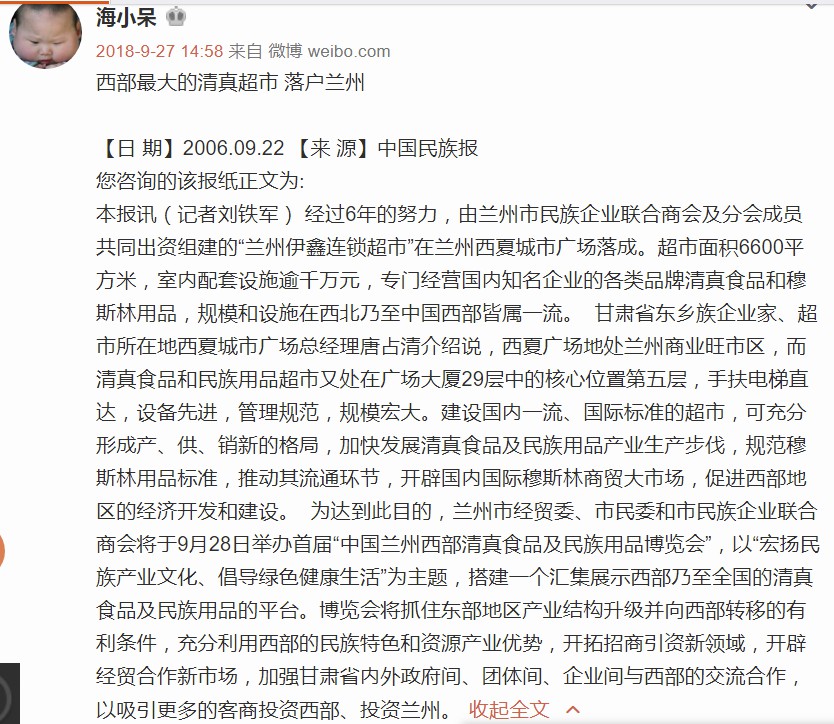 海小呆
2018-9-27 14:58 来自 微博 weibo.com
西部最大的清真超市 落户兰州
【日 期】2006.09.22 【来 源】中国民族报
您咨询的该报纸正文为:
本报讯（记者刘铁军 ） 经过6年的努力，由兰州市民族企业联合商会及分会成员
共同出资组建的“兰州伊鑫连锁超市”在兰州西夏城市广场落成。超市面积6600平
方米，室内配套设施逾千万元，专门经营国内知名企业的各类品牌清真食品和穆
斯林用品，规模和设施在西北乃至中国西部皆属一流。 甘肃省东乡族企业家、超
市所在地西夏城市广场总经理唐占清介绍说，西夏广场地处兰州商业旺市区，而
清真食品和民族用品超市又处在广场大厦29层中的核心位置第五层，手扶电梯直
达，设备先进，管理规范，规模宏大。建设国内一流、国际标准的超市，可充分
形成产、供、销新的格局，加快发展清真食品及民族用品产业生产步伐，规范穆
斯林用品标准，推动其流通环节，开辟国内国际穆斯林商贸大市场，促进西部地
区的经济开发和建设。 为达到此目的，兰州市经贸委、市民委和市民族企业联合
商会将于9月28日举办首届“中国兰州西部清真食品及民族用品博览会”，以“宏扬民
族产业文化、倡导绿色健康生活”为主题，搭建一个汇集展示西部乃至全国的清真
食品及民族用品的平台。博览会将抓住东部地区产业结构升级并向西部转移的有
利条件，充分利用西部的民族特色和资源产业优势，开拓招商引资新领域，开辟
经贸合作新市场，加强甘肃省内外政府间、团体间、企业间与西部的交流合作，
以吸引更多的客商投资西部、投资兰州。 收起全文